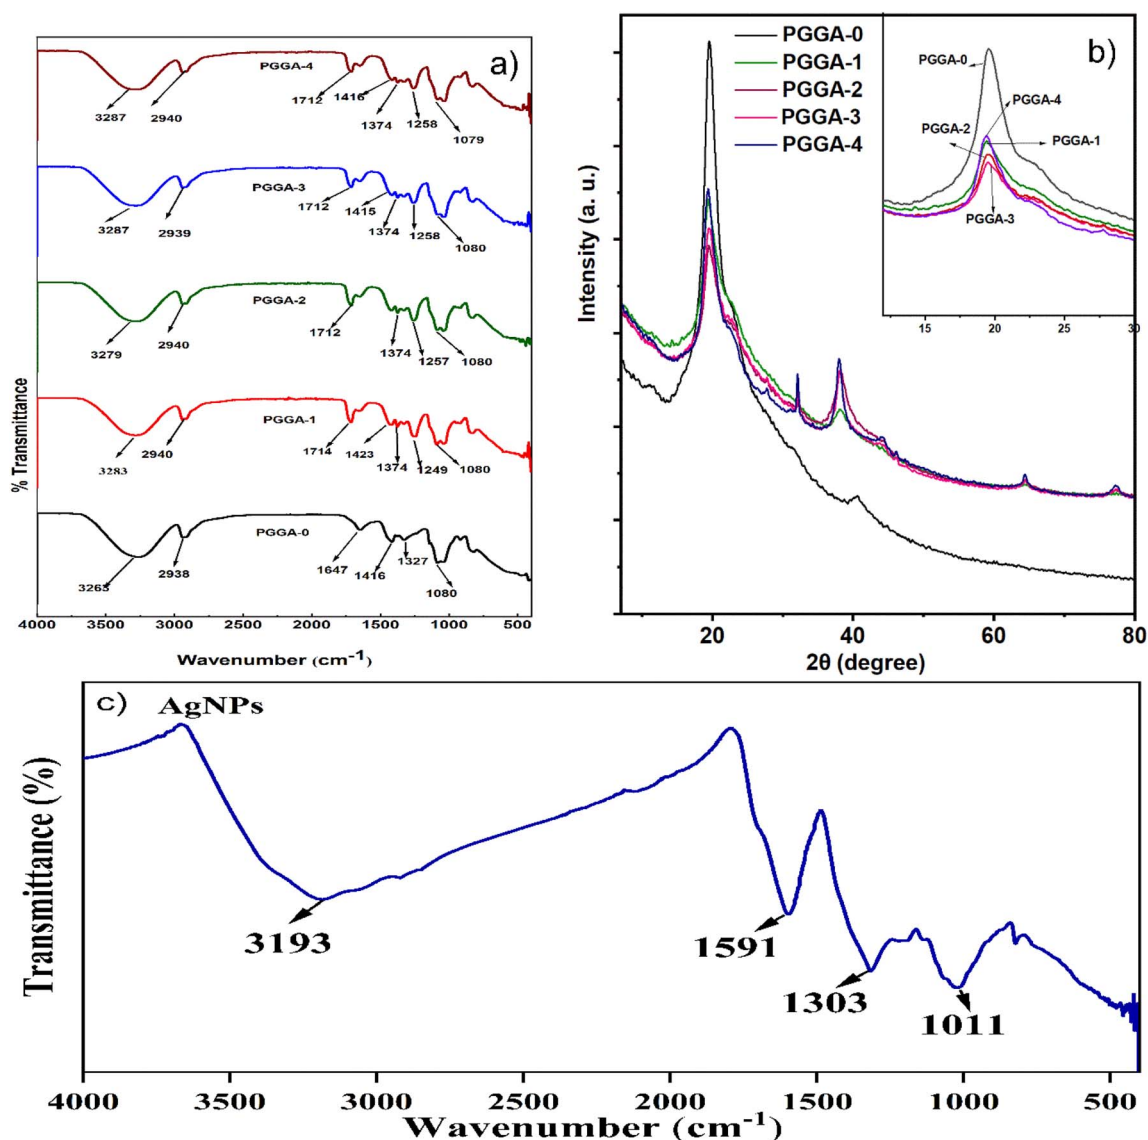 a)
PGGA-4
3287
2940
1712
1416
1374
1258
1079
PGGA-3
3287
2939
1712
1415
1374
1258
1080
PGGA-2
3279
2940
1712
1374
1257
1080
PGGA-1
3283
2940
1714
1423
1374
1249
1080
PGGA-0
3265
2938
1647
1416
1327
1080
% Transmittance
4000 3500 3000 2500 2000 1500 1000 500
Wavenumber (cm-1)
PGGA-0
PGGA-1
PGGA-2
PGGA-3
PGGA-4
b)
PGGA-0
PGGA-4
PGGA-2
PGGA-1
PGGA-3
15 20 25 30
Intensity (a. u.)
20 40 60 80
2θ (degree)
c)
AgNPs
3193
1591
1303
1011
Transmittance (%)
4000 3500 3000 2500 2000 1500 1000 500
Wavenumber (cm-1)